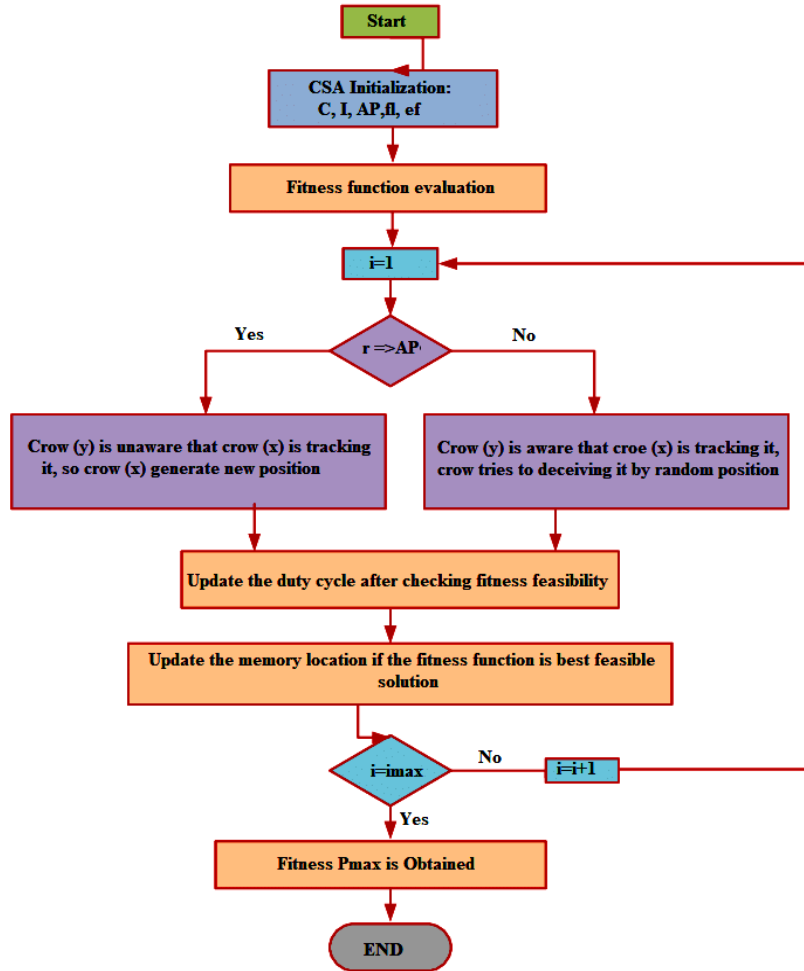 Start
CSA Initialization:
C, I, AP,fl, ef
Fitness function evaluation
i=1
Yes
r =>AP
No
Crow (y) is unaware that crow (x) is tracking
it, so crow (x) generate new position
Crow (y) is aware that croe (x) is tracking it,
crow tries to deceiving it by random position
Update the duty cycle after checking fitness feasibility
Update the memory location if the fitness function is best feasible
solution
i=imax
No
i=i+1
Yes
Fitness Pmax is Obtained
END